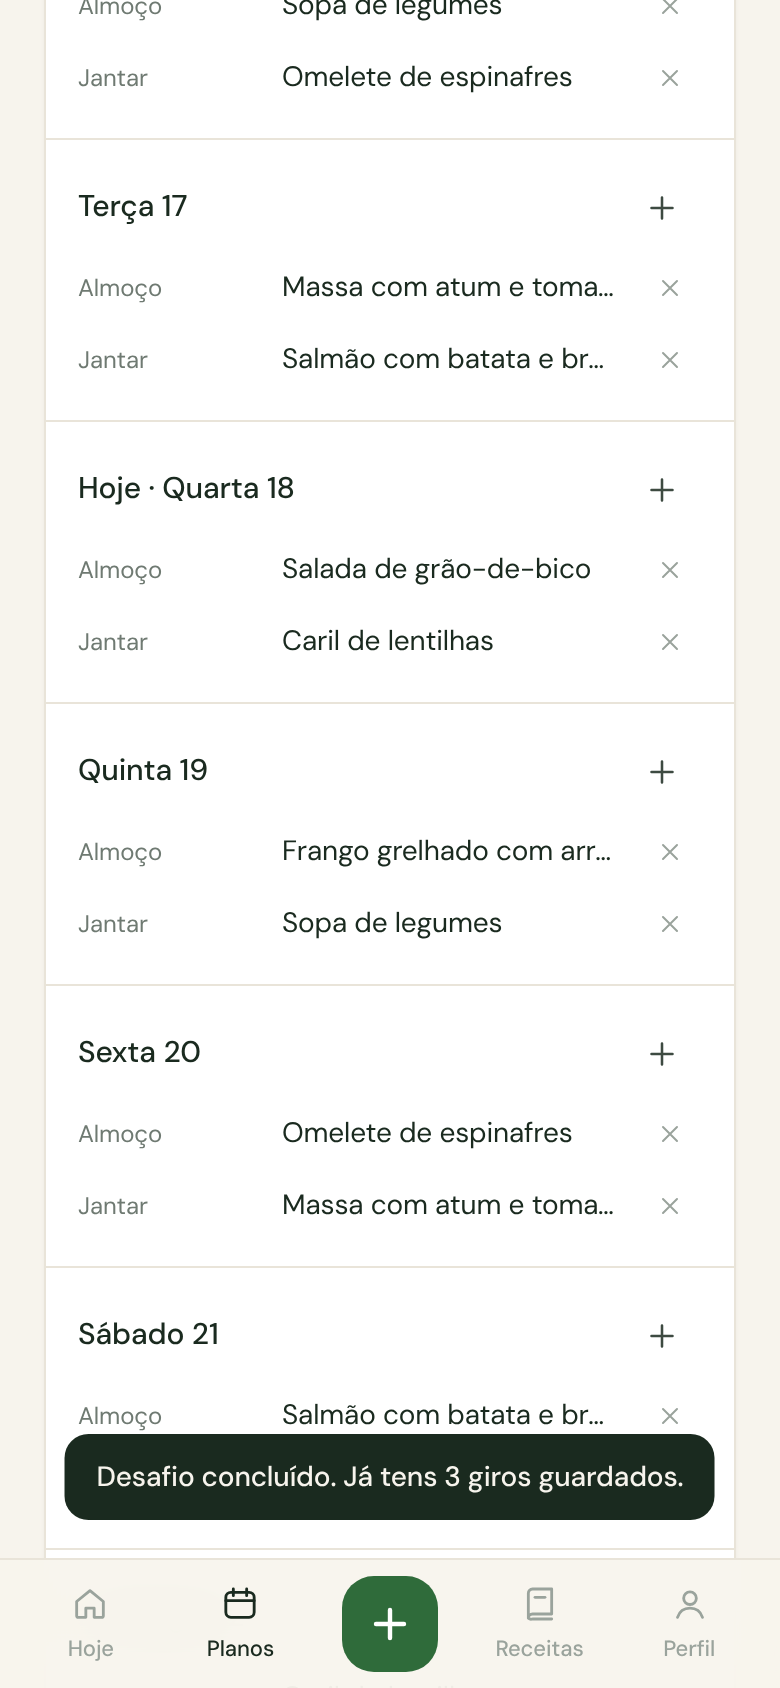 Almoço Sopa de legumes
Jantar Omelete de espinafres
Terça 17
Almoço Massa com atum e toma...
Jantar Salmão com batata e br...
Hoje · Quarta 18
Almoço Salada de grão-de-bico
Jantar Caril de lentilhas
Quinta 19
Almoço Frango grelhado com arr...
Jantar Sopa de legumes
Sexta 20
Almoço Omelete de espinafres
Jantar Massa com atum e toma...
Sábado 21
Almoço Salmão com batata e br...
Desafio concluído. Já tens 3 giros guardados.
Hoje Planos Receitas Perfil